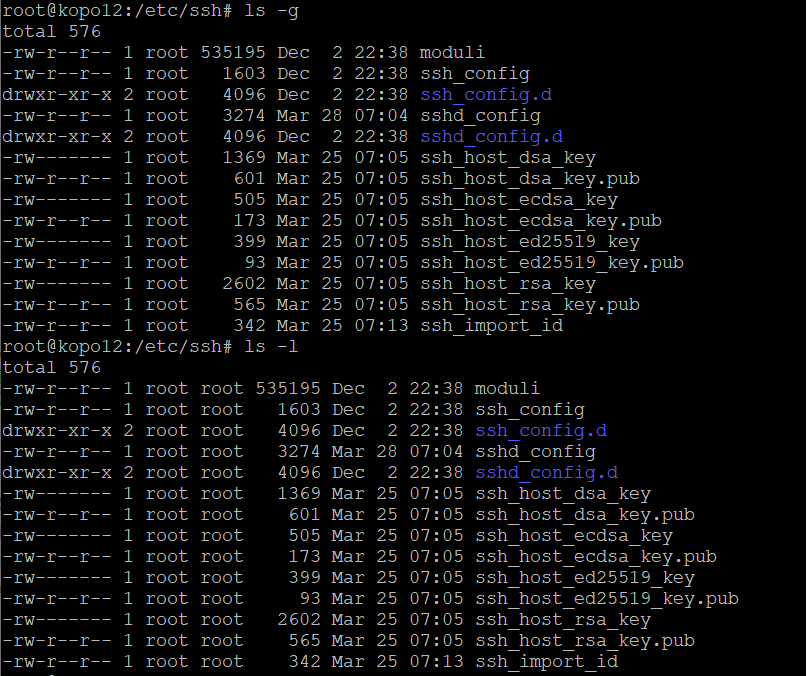 root@kopo12:/etc/ssh# ls -g
total 576
-rw-r--r-- 1 root 535195 Dec  2 22:38 moduli
-rw-r--r-- 1 root   1603 Dec  2 22:38 ssh_config
drwxr-xr-x 2 root   4096 Dec  2 22:38 ssh_config.d
-rw-r--r-- 1 root   3274 Mar 28 07:04 sshd_config
drwxr-xr-x 2 root   4096 Dec  2 22:38 sshd_config.d
-rw------- 1 root   1369 Mar 25 07:05 ssh_host_dsa_key
-rw-r--r-- 1 root    601 Mar 25 07:05 ssh_host_dsa_key.pub
-rw------- 1 root    505 Mar 25 07:05 ssh_host_ecdsa_key
-rw-r--r-- 1 root    173 Mar 25 07:05 ssh_host_ecdsa_key.pub
-rw------- 1 root    399 Mar 25 07:05 ssh_host_ed25519_key
-rw-r--r-- 1 root     93 Mar 25 07:05 ssh_host_ed25519_key.pub
-rw------- 1 root   2602 Mar 25 07:05 ssh_host_rsa_key
-rw-r--r-- 1 root    565 Mar 25 07:05 ssh_host_rsa_key.pub
-rw-r--r-- 1 root    342 Mar 25 07:13 ssh_import_id
root@kopo12:/etc/ssh# ls -l
total 576
-rw-r--r-- 1 root root 535195 Dec  2 22:38 moduli
-rw-r--r-- 1 root root   1603 Dec  2 22:38 ssh_config
drwxr-xr-x 2 root root   4096 Dec  2 22:38 ssh_config.d
-rw-r--r-- 1 root root   3274 Mar 28 07:04 sshd_config
drwxr-xr-x 2 root root   4096 Dec  2 22:38 sshd_config.d
-rw------- 1 root root   1369 Mar 25 07:05 ssh_host_dsa_key
-rw-r--r-- 1 root root    601 Mar 25 07:05 ssh_host_dsa_key.pub
-rw------- 1 root root    505 Mar 25 07:05 ssh_host_ecdsa_key
-rw-r--r-- 1 root root    173 Mar 25 07:05 ssh_host_ecdsa_key.pub
-rw------- 1 root root    399 Mar 25 07:05 ssh_host_ed25519_key
-rw-r--r-- 1 root root     93 Mar 25 07:05 ssh_host_ed25519_key.pub
-rw------- 1 root root   2602 Mar 25 07:05 ssh_host_rsa_key
-rw-r--r-- 1 root root    565 Mar 25 07:05 ssh_host_rsa_key.pub
-rw-r--r-- 1 root root    342 Mar 25 07:13 ssh_import_id